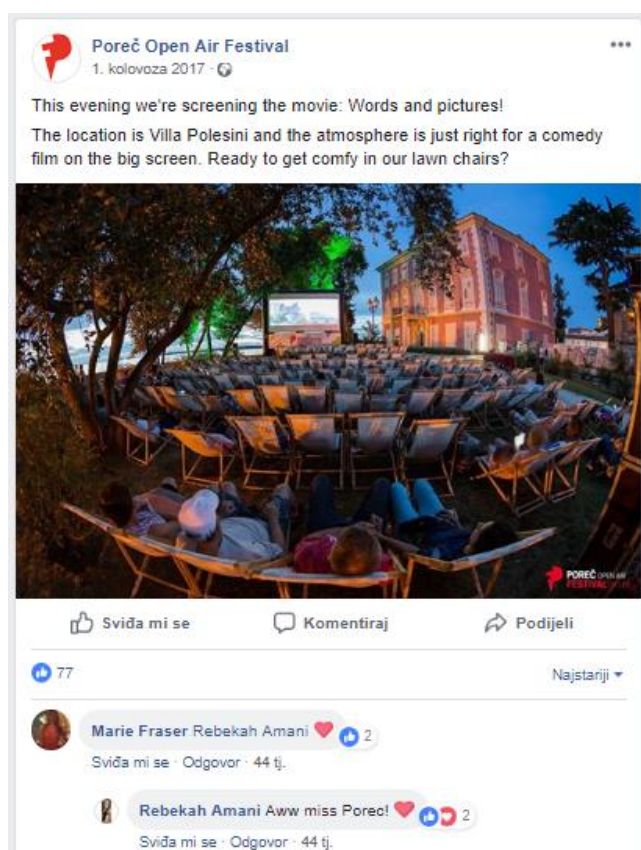 Poreč Open Air Festival
1. kolovoza 2017 ·
This evening we're screening the movie: Words and pictures!
The location is Villa Polesini and the atmosphere is just right for a comedy
film on the big screen. Ready to get comfy in our lawn chairs?
POREČ OPEN AIR
FESTIVAL
Sviđa mi se Komentiraj Podijeli
77 Najstariji
Marie Fraser Rebekah Amani ❤ 2
Sviđa mi se · Odgovor · 44 tj.
Rebekah Amani Aww miss Porec! ❤ 2
Sviđa mi se · Odgovor · 44 tj.